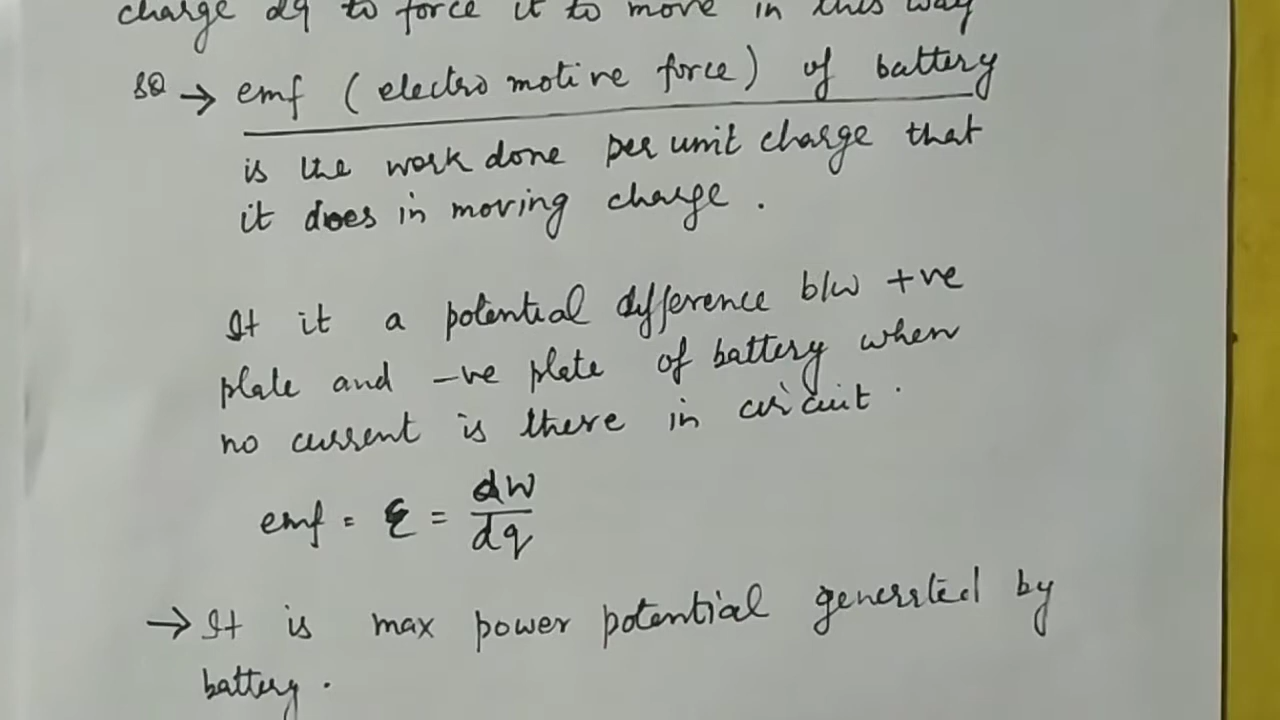 charge dq to force it to move in this way
so → emf (electro motive force) of battery
is the work done per unit charge that
it does in moving charge.
It it a potential difference b/w +ve
plate and -ve plate of battery when
no current is there in circuit.
emf = ε = dW/dq
→ It is max power potential generated by
battery.